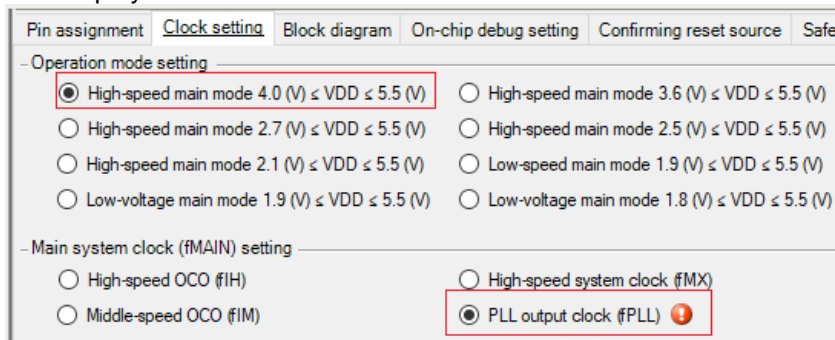 Pin assignment Clock setting Block diagram On-chip debug setting Confirming reset source Safe
Operation mode setting
High-speed main mode 4.0 (V) ≤ VDD ≤ 5.5 (V) High-speed main mode 3.6 (V) ≤ VDD ≤ 5.5 (V)
High-speed main mode 2.7 (V) ≤ VDD ≤ 5.5 (V) High-speed main mode 2.5 (V) ≤ VDD ≤ 5.5 (V)
High-speed main mode 2.1 (V) ≤ VDD ≤ 5.5 (V) Low-speed main mode 1.9 (V) ≤ VDD ≤ 5.5 (V)
Low-voltage main mode 1.9 (V) ≤ VDD ≤ 5.5 (V) Low-voltage main mode 1.8 (V) ≤ VDD ≤ 5.5 (V)
Main system clock (fMAIN) setting
High-speed OCO (fIH) High-speed system clock (fMX)
Middle-speed OCO (fIM) PLL output clock (fPLL)